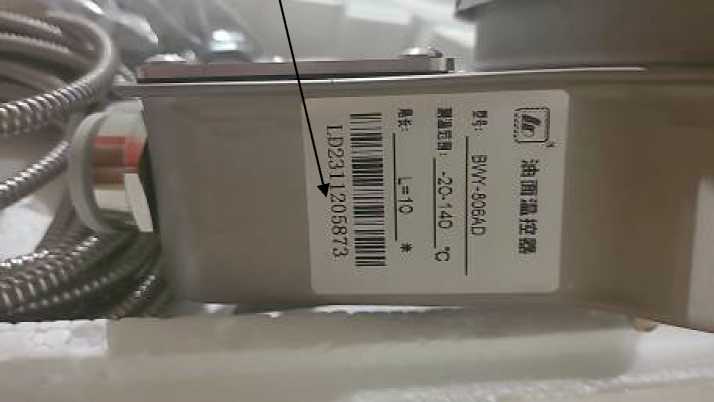 油面温控器
型号: BWY-806AD
测温范围: -20-140 ℃
尾长: L=10 米
LD2311205873